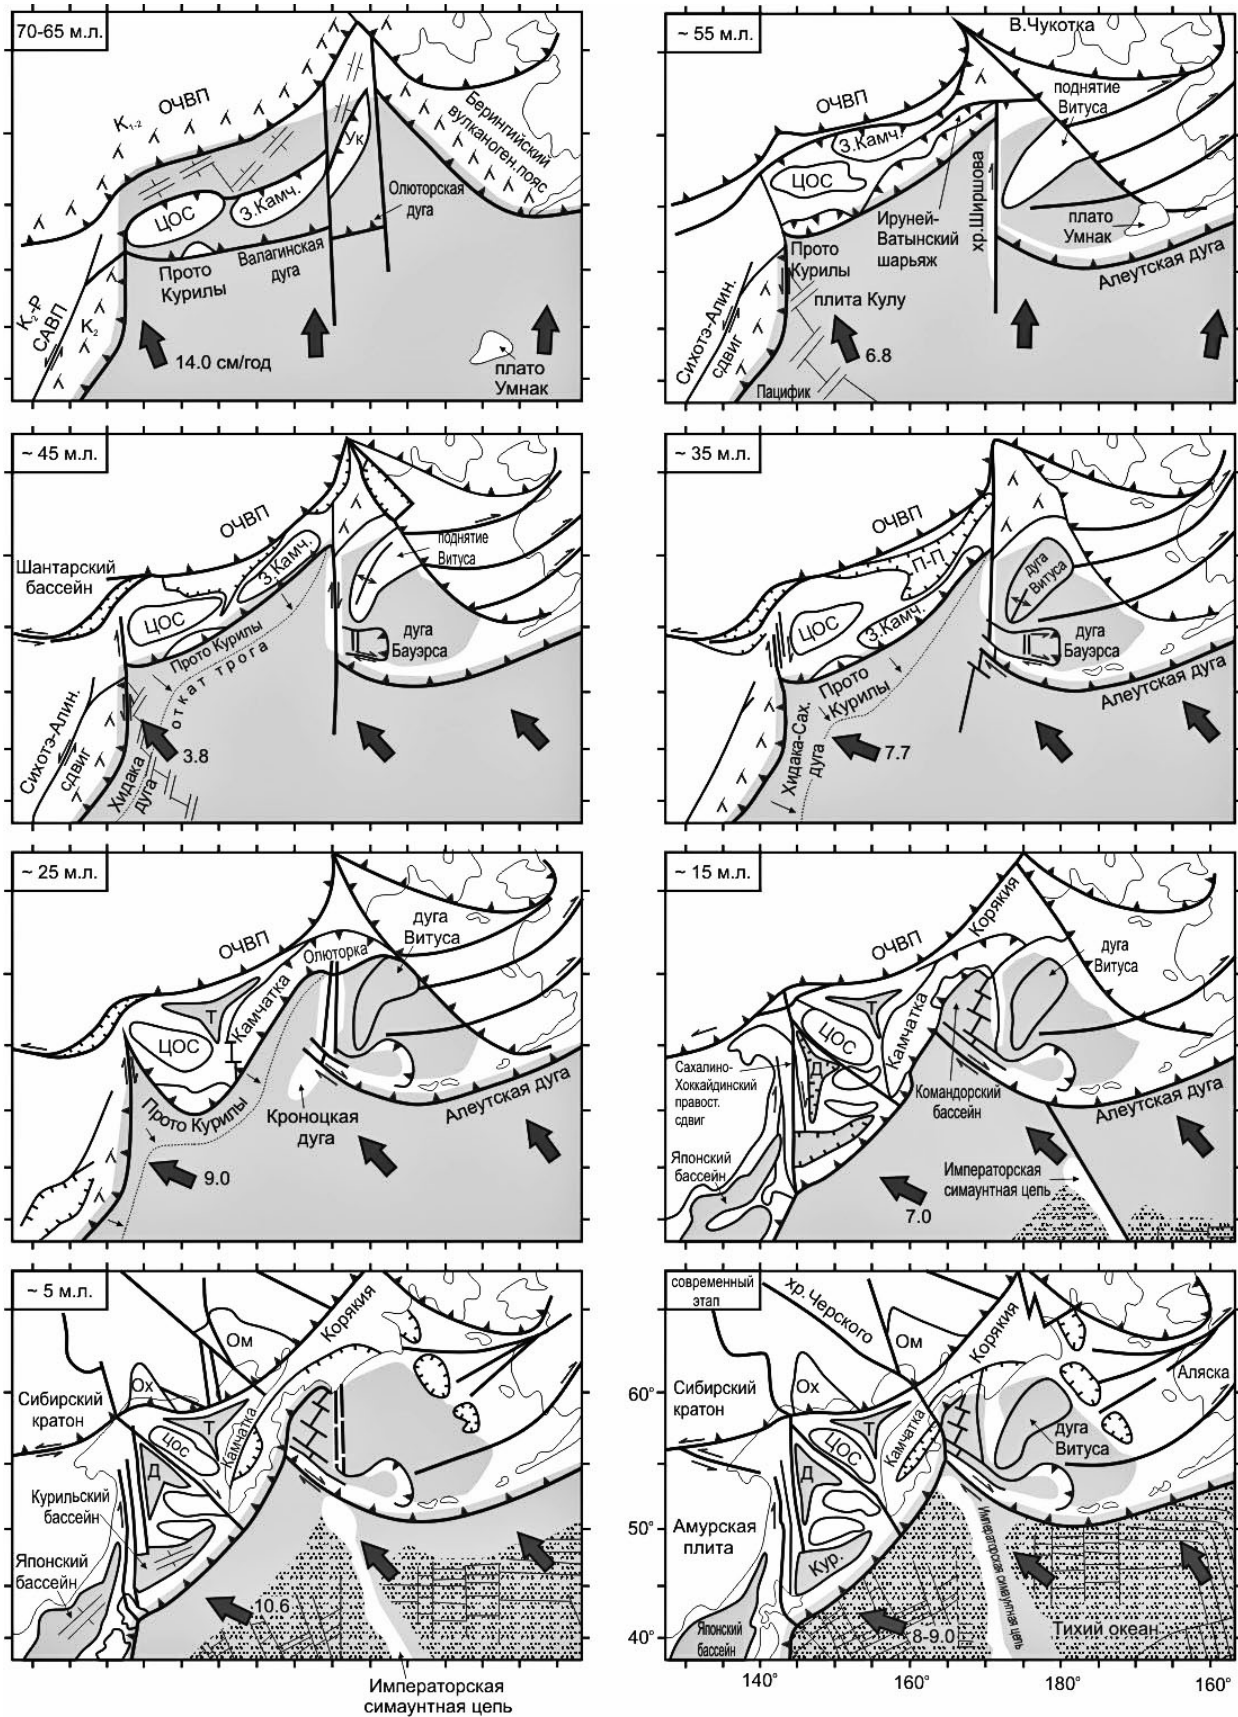 70-65 м.л.
ОЧВП
K₁₋₂
Берингийский
вулканоген.пояс
Ук
ЦОС
З.Камч.
Олюторская
дуга
Прото
Курилы
Валагинская
дуга
K₂-P
САВП
K₂
14.0 см/год
плато
Умнак
~ 55 м.л.
В.Чукотка
ОЧВП
поднятие
Витуса
З.Камч.
ЦОС
хр.Ширшова
Ируней-
Ватынский
шарьяж
плато
Умнак
Прото
Курилы
Алеутская дуга
плита Кулу
Сихотэ-Алин.
сдвиг
6.8
Пацифик
~ 45 м.л.
ОЧВП
Шантарский
бассейн
поднятие
Витуса
З.Камч.
ЦОС
Прото Курилы
откат трога
дуга
Бауэрса
Сихотэ-Алин.
сдвиг
Хидака
дуга
3.8
~ 35 м.л.
ОЧВП
П-П
дуга
Витуса
ЦОС
З.Камч.
дуга
Бауэрса
Прото
Курилы
Алеутская дуга
Хидака-Сах.
дуга
7.7
~ 25 м.л.
ОЧВП
дуга
Витуса
Олюторка
Т
Камчатка
ЦОС
Прото Курилы
Кроноцкая
дуга
Алеутская дуга
9.0
~ 15 м.л.
ОЧВП
Корякия
дуга
Витуса
Т
ЦОС
Камчатка
Д
Сахалино-
Хоккайдинский
правост.
сдвиг
Командорский
бассейн
Алеутская дуга
Японский
бассейн
Императорская
симаунтная цепь
7.0
~ 5 м.л.
Ом
Корякия
Ох
Сибирский
кратон
Т
ЦОС
Камчатка
Д
Курильский
бассейн
Японский
бассейн
10.6
Императорская
симаунтная цепь
современный
этап
хр.Черского
Ом
Корякия
60°
Сибирский
кратон
Ох
Аляска
Т
ЦОС
Камчатка
дуга
Витуса
Д
50°
Амурская
плита
Кур.
Императорская симаунтная цепь
8-9.0
Тихий океан
Японский
бассейн
40°
140°
160°
180°
160°